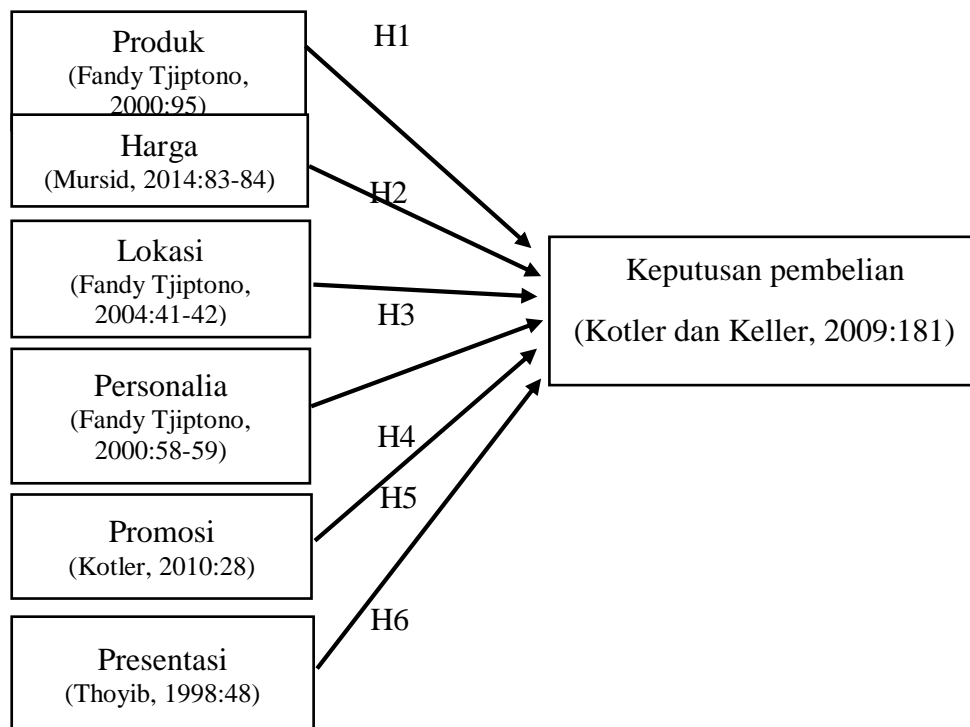 Produk
(Fandy Tjiptono,
2000:95)
H1
Harga
(Mursid, 2014:83-84)
H2
Lokasi
(Fandy Tjiptono,
2004:41-42)
H3
Keputusan pembelian
(Kotler dan Keller, 2009:181)
Personalia
(Fandy Tjiptono,
2000:58-59)
H4
H5
Promosi
(Kotler, 2010:28)
H6
Presentasi
(Thoyib, 1998:48)